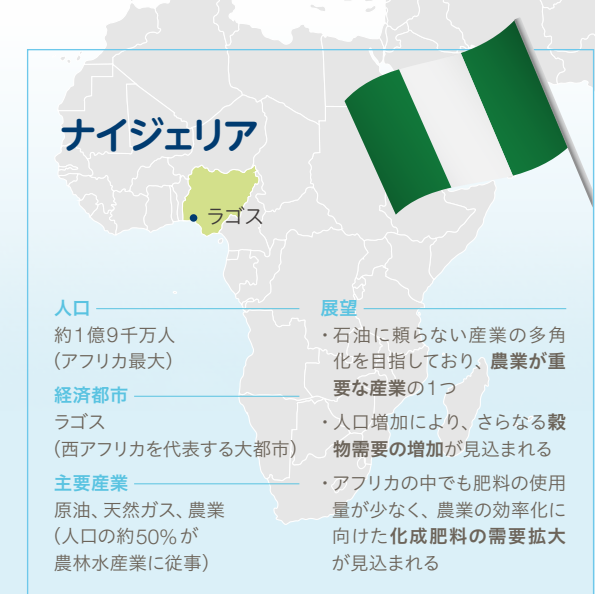 ナイジェリア
ラゴス
人口
約1億9千万人
(アフリカ最大)
経済都市
ラゴス
(西アフリカを代表する大都市)
主要産業
原油、天然ガス、農業
(人口の約50%が
農林水産業に従事)
展望
・石油に頼らない産業の多角
化を目指しており、農業が重
要な産業の1つ
・人口増加により、さらなる穀
物需要の増加が見込まれる
・アフリカの中でも肥料の使用
量が少なく、農業の効率化に
向けた化成肥料の需要拡大
が見込まれる